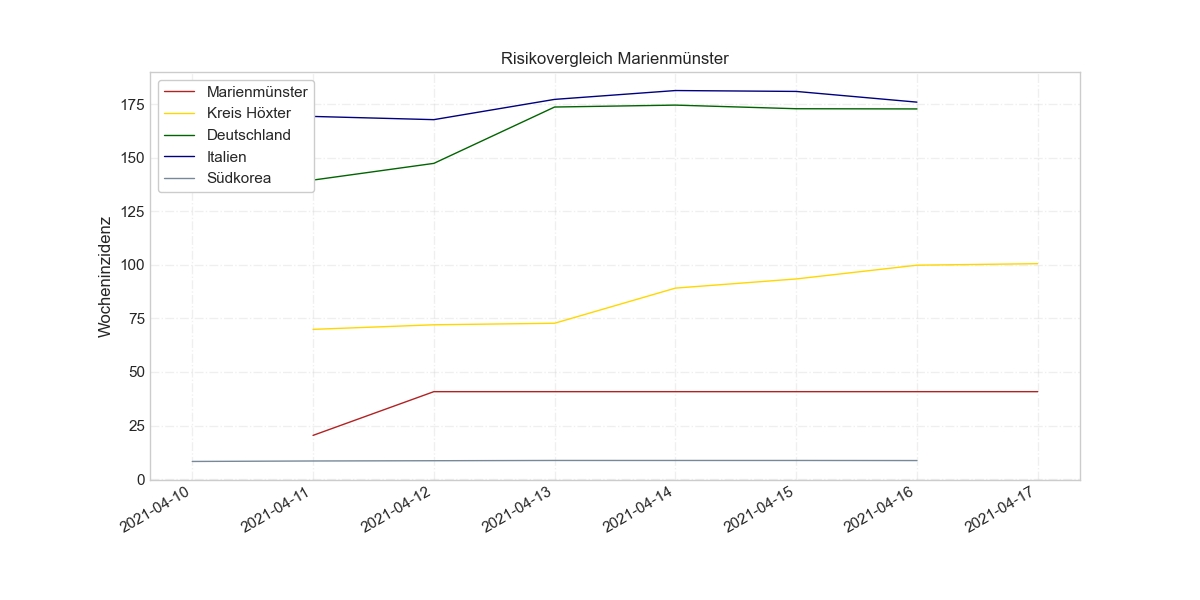 Risikovergleich Marienmünster
Marienmünster
Kreis Höxter
Deutschland
Italien
Südkorea
Wocheninzidenz
175
150
125
100
75
50
25
0
2021-04-10
2021-04-11
2021-04-12
2021-04-13
2021-04-14
2021-04-15
2021-04-16
2021-04-17